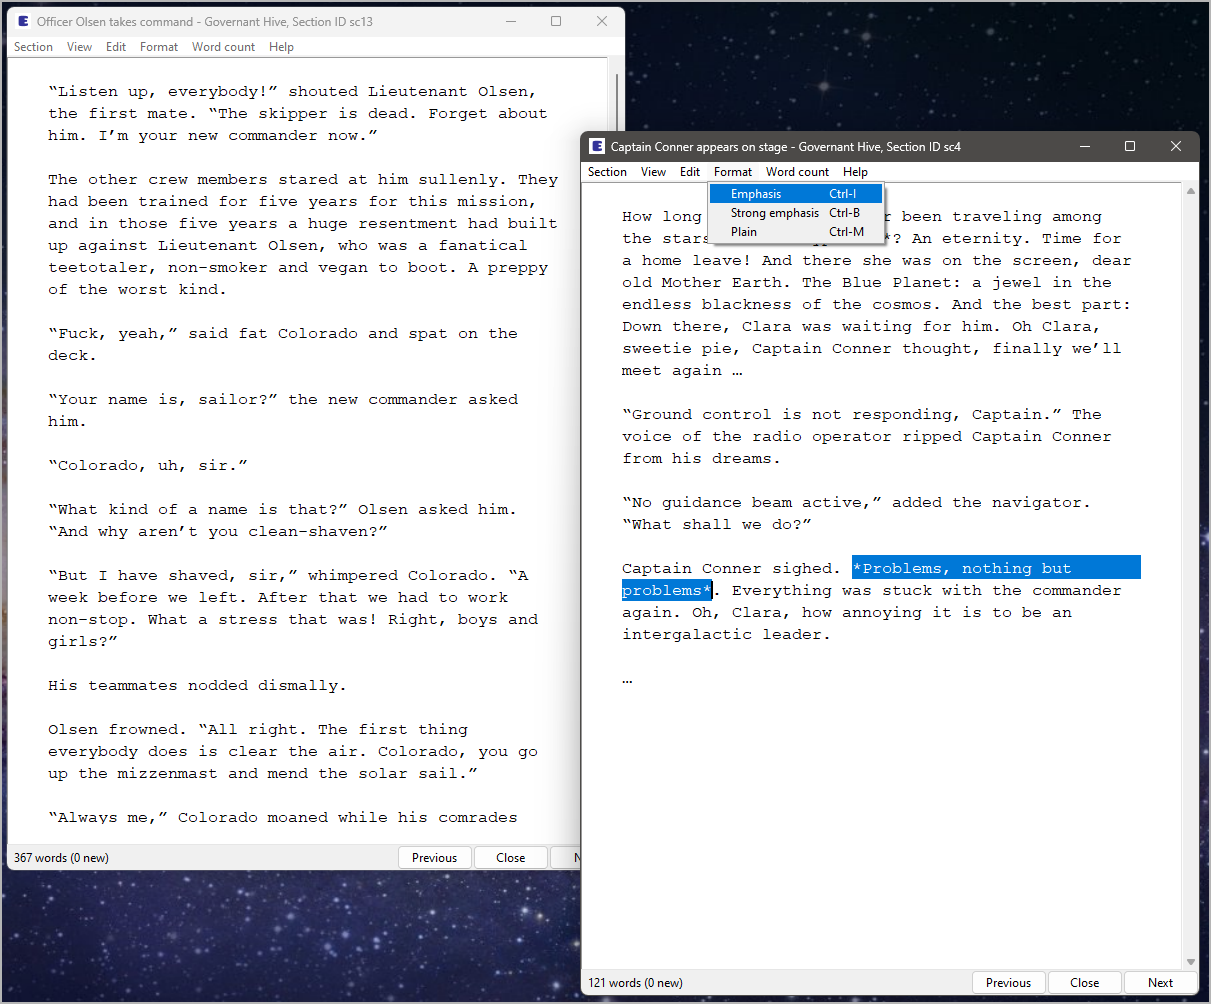 Officer Olsen takes command - Governant Hive, Section ID sc13
Section View Edit Format Word count Help
“Listen up, everybody!” shouted Lieutenant Olsen,
the first mate. “The skipper is dead. Forget about
him. I’m your new commander now.”
The other crew members stared at him sullenly. They
had been trained for five years for this mission,
and in those five years a huge resentment had built
up against Lieutenant Olsen, who was a fanatical
teetotaler, non-smoker and vegan to boot. A preppy
of the worst kind.
“Fuck, yeah,” said fat Colorado and spat on the
deck.
“Your name is, sailor?” the new commander asked
him.
“Colorado, uh, sir.”
“What kind of a name is that?” Olsen asked him.
“And why aren’t you clean-shaven?”
“But I have shaved, sir,” whimpered Colorado. “A
week before we left. After that we had to work
non-stop. What a stress that was! Right, boys and
girls?”
His teammates nodded dismally.
Olsen frowned. “All right. The first thing
everybody does is clear the air. Colorado, you go
up the mizzenmast and mend the solar sail.”
“Always me,” Colorado moaned while his comrades
367 words (0 new)
Previous Close
Captain Conner appears on stage - Governant Hive, Section ID sc4
Section View Edit Format Word count Help
Emphasis Ctrl-I
Strong emphasis Ctrl-B
Plain Ctrl-M
How long been traveling among
the stars *? An eternity. Time for
a home leave! And there she was on the screen, dear
old Mother Earth. The Blue Planet: a jewel in the
endless blackness of the cosmos. And the best part:
Down there, Clara was waiting for him. Oh Clara,
sweetie pie, Captain Conner thought, finally we’ll
meet again …
“Ground control is not responding, Captain.” The
voice of the radio operator ripped Captain Conner
from his dreams.
“No guidance beam active,” added the navigator.
“What shall we do?”
Captain Conner sighed. *Problems, nothing but
problems*. Everything was stuck with the commander
again. Oh, Clara, how annoying it is to be an
intergalactic leader.
…
121 words (0 new)
Previous Close Next